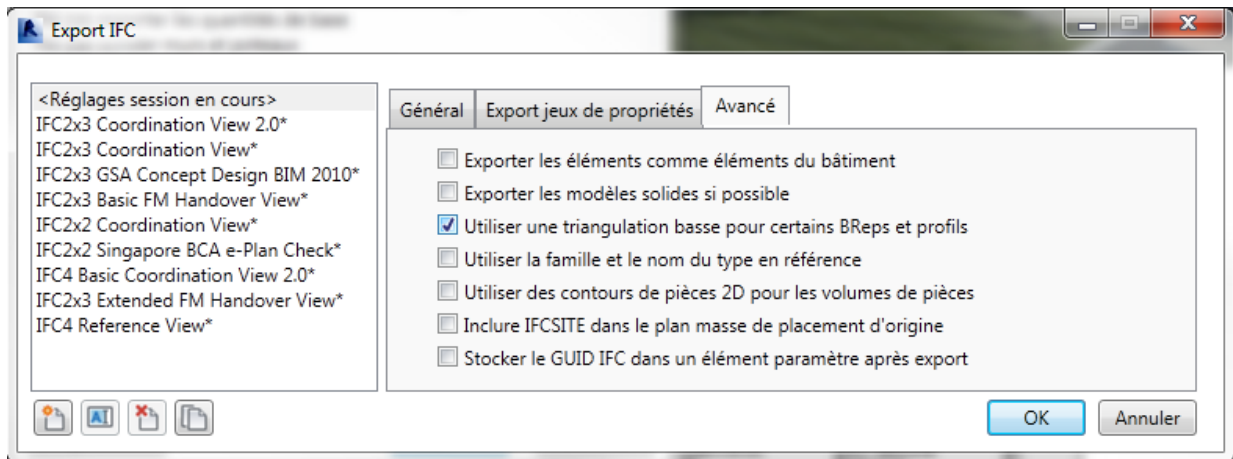 Export IFC
<Réglages session en cours>
IFC2x3 Coordination View 2.0*
IFC2x3 Coordination View*
IFC2x3 GSA Concept Design BIM 2010*
IFC2x3 Basic FM Handover View*
IFC2x2 Coordination View*
IFC2x2 Singapore BCA e-Plan Check*
IFC4 Basic Coordination View 2.0*
IFC2x3 Extended FM Handover View*
IFC4 Reference View*
Général Export jeux de propriétés Avancé
Exporter les éléments comme éléments du bâtiment
Exporter les modèles solides si possible
Utiliser une triangulation basse pour certains BReps et profils
Utiliser la famille et le nom du type en référence
Utiliser des contours de pièces 2D pour les volumes de pièces
Inclure IFCSITE dans le plan masse de placement d'origine
Stocker le GUID IFC dans un élément paramètre après export
AI
OK Annuler